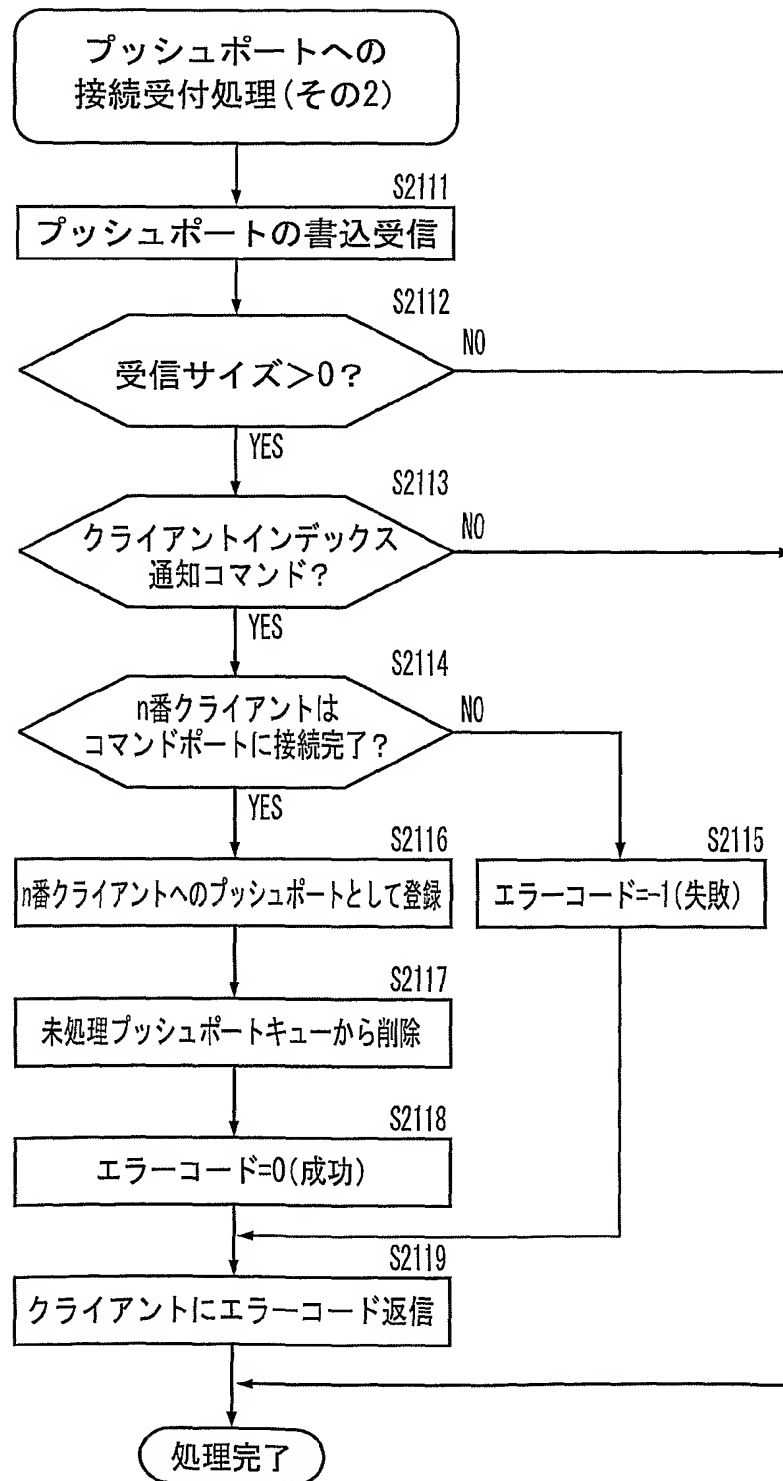 プッシュポートへの
接続受付処理(その2)
S2111
プッシュポートの書込受信
S2112
受信サイズ>0?
NO
YES
S2113
クライアントインデックス
通知コマンド?
NO
YES
S2114
n番クライアントは
コマンドポートに接続完了?
NO
YES
S2115
エラーコード=-1(失敗)
S2116
n番クライアントへのプッシュポートとして登録
S2117
未処理プッシュポートキューから削除
S2118
エラーコード=0(成功)
S2119
クライアントにエラーコード返信
処理完了